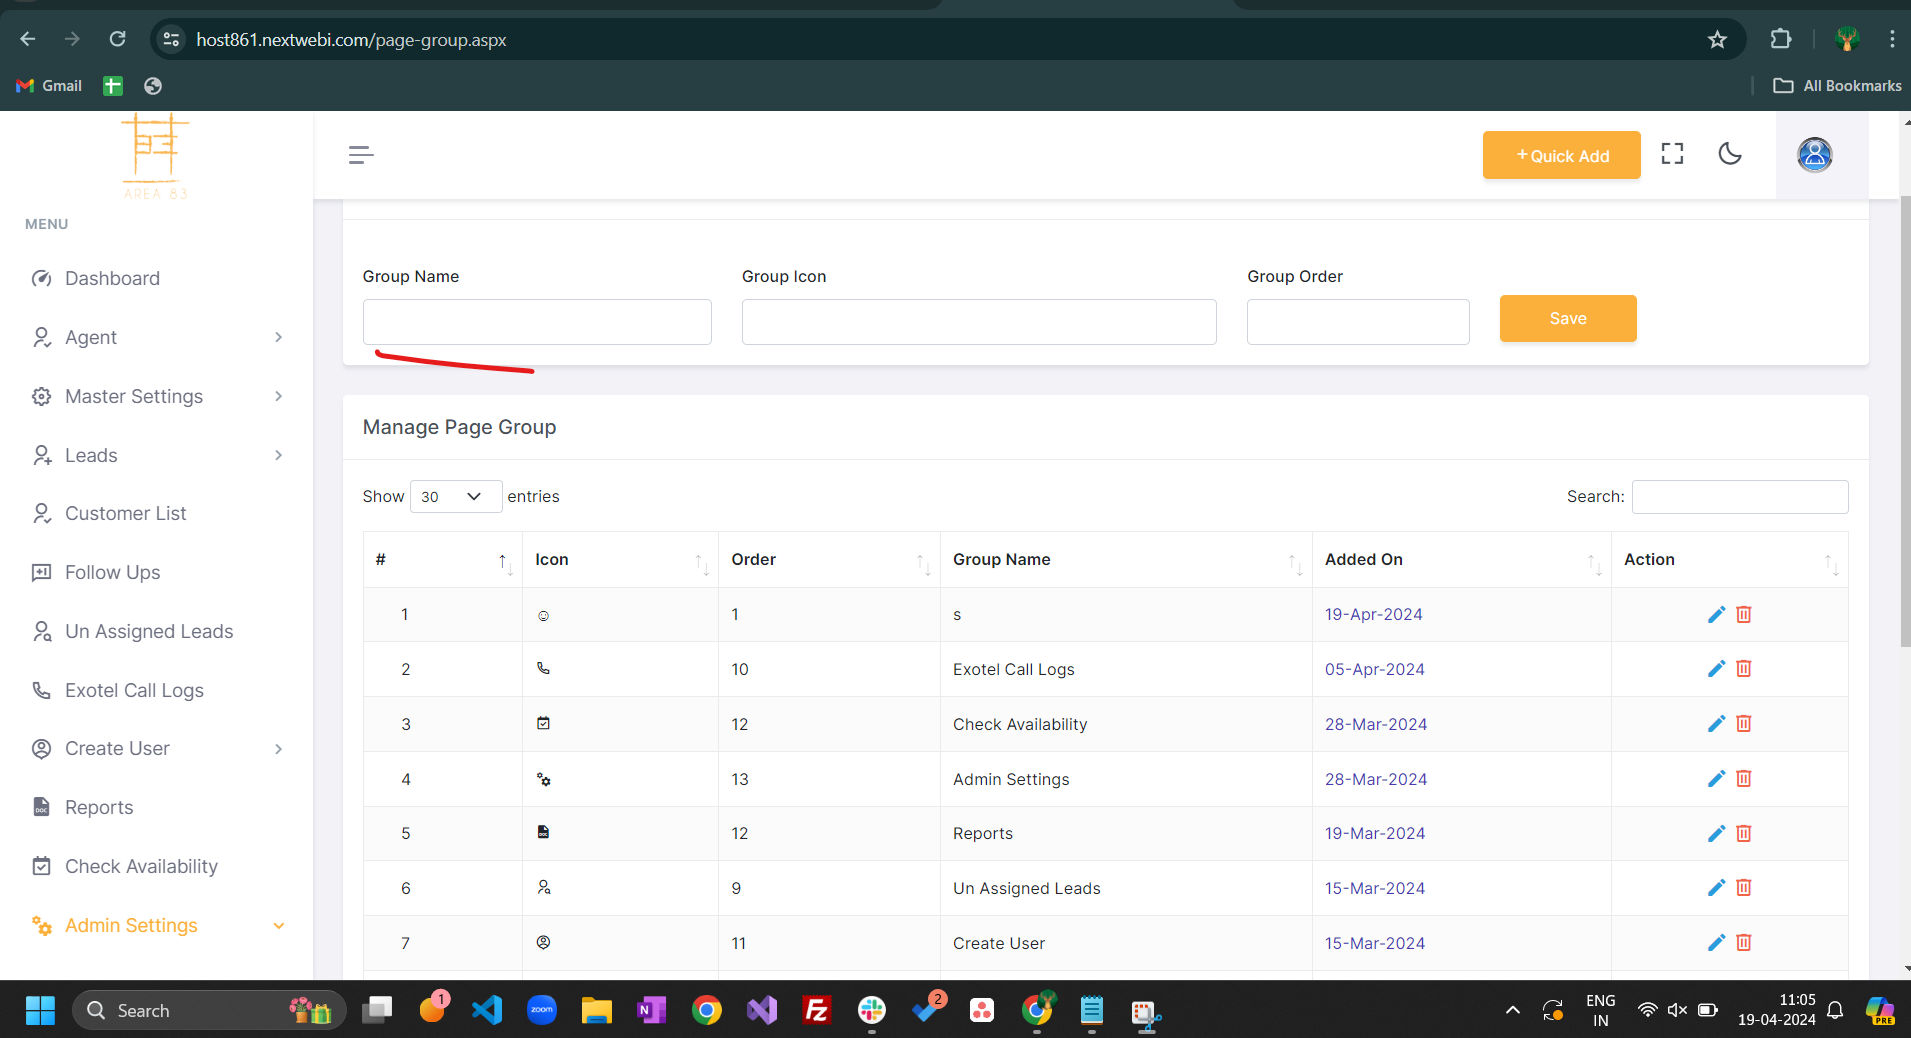 host861.nextwebi.com/page-group.aspx
Gmail
All Bookmarks
AREA 83
+Quick Add
MENU
Dashboard
Agent
Master Settings
Leads
Customer List
Follow Ups
Un Assigned Leads
Exotel Call Logs
Create User
Reports
Check Availability
Admin Settings
Group Name Group Icon Group Order
Save
Manage Page Group
Show 30 entries Search:
# Icon Order Group Name Added On Action
1 1 s 19-Apr-2024
2 10 Exotel Call Logs 05-Apr-2024
3 12 Check Availability 28-Mar-2024
4 13 Admin Settings 28-Mar-2024
5 12 Reports 19-Mar-2024
6 9 Un Assigned Leads 15-Mar-2024
7 11 Create User 15-Mar-2024
Search 1 zoom N Fz 2 ENG 11:05
IN 19-04-2024 PRE